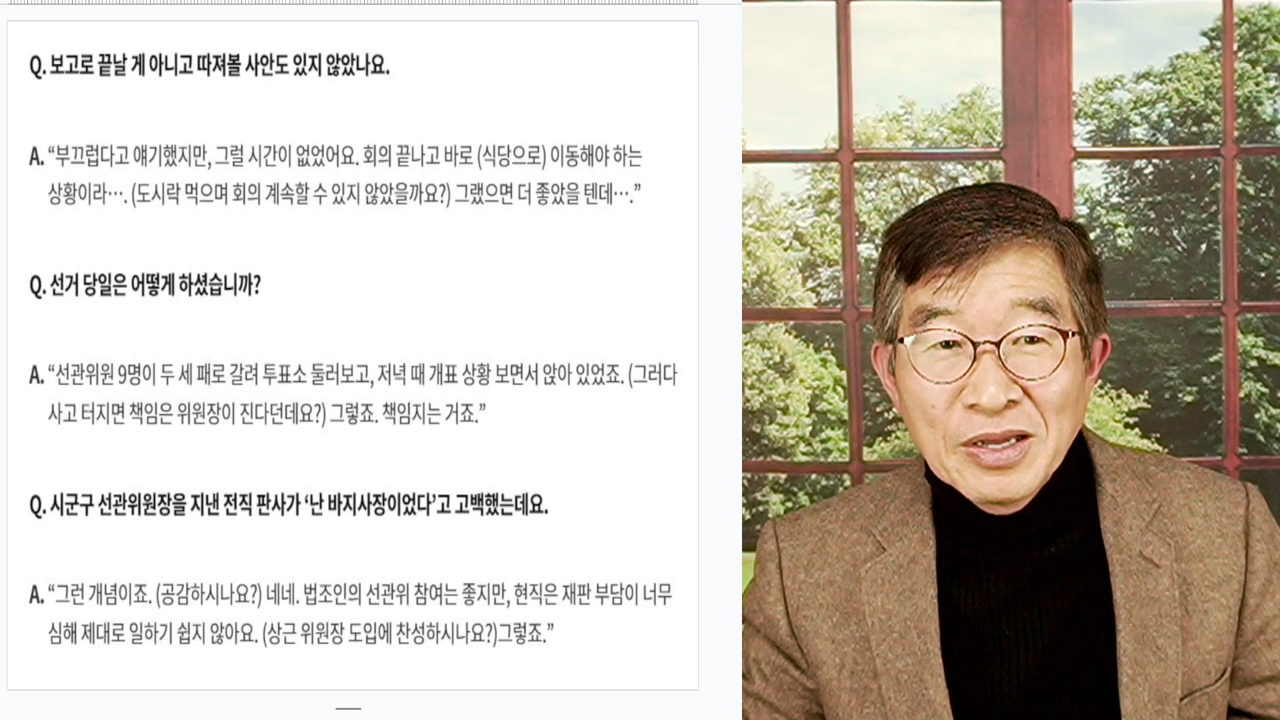 Q. 보고로 끝날 게 아니고 따져볼 사안도 있지 않았나요.
A. “부끄럽다고 얘기했지만, 그럴 시간이 없었어요. 회의 끝나고 바로 (식당으로) 이동해야 하는
상황이라…. (도시락 먹으며 회의 계속할 수 있지 않았을까요?) 그랬으면 더 좋았을 텐데….”
Q. 선거 당일은 어떻게 하셨습니까?
A. “선관위원 9명이 두 세 패로 갈려 투표소 둘러보고, 저녁 때 개표 상황 보면서 앉아 있었죠. (그러다
사고 터지면 책임은 위원장이 진다던데요?) 그렇죠. 책임지는 거죠.”
Q. 시군구 선관위원장을 지낸 전직 판사가 ‘난 바지사장이었다’고 고백했는데요.
A. “그런 개념이죠. (공감하시나요?) 네네. 법조인의 선관위 참여는 좋지만, 현직은 재판 부담이 너무
심해 제대로 일하기 쉽지 않아요. (상근 위원장 도입에 찬성하시나요?)그렇죠.”